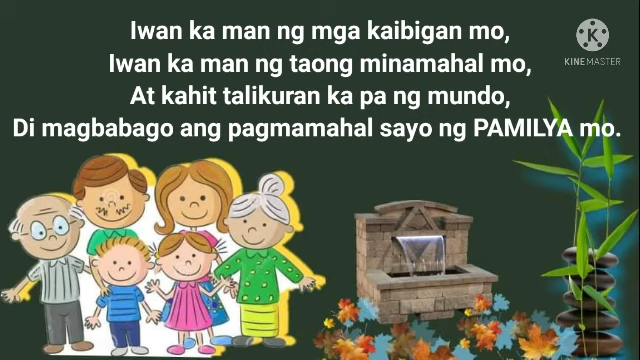 Iwan ka man ng mga kaibigan mo,
Iwan ka man ng taong minamahal mo,
At kahit talikuran ka pa ng mundo,
Di magbabago ang pagmamahal sayo ng PAMILYA mo.
K
KINEMASTER